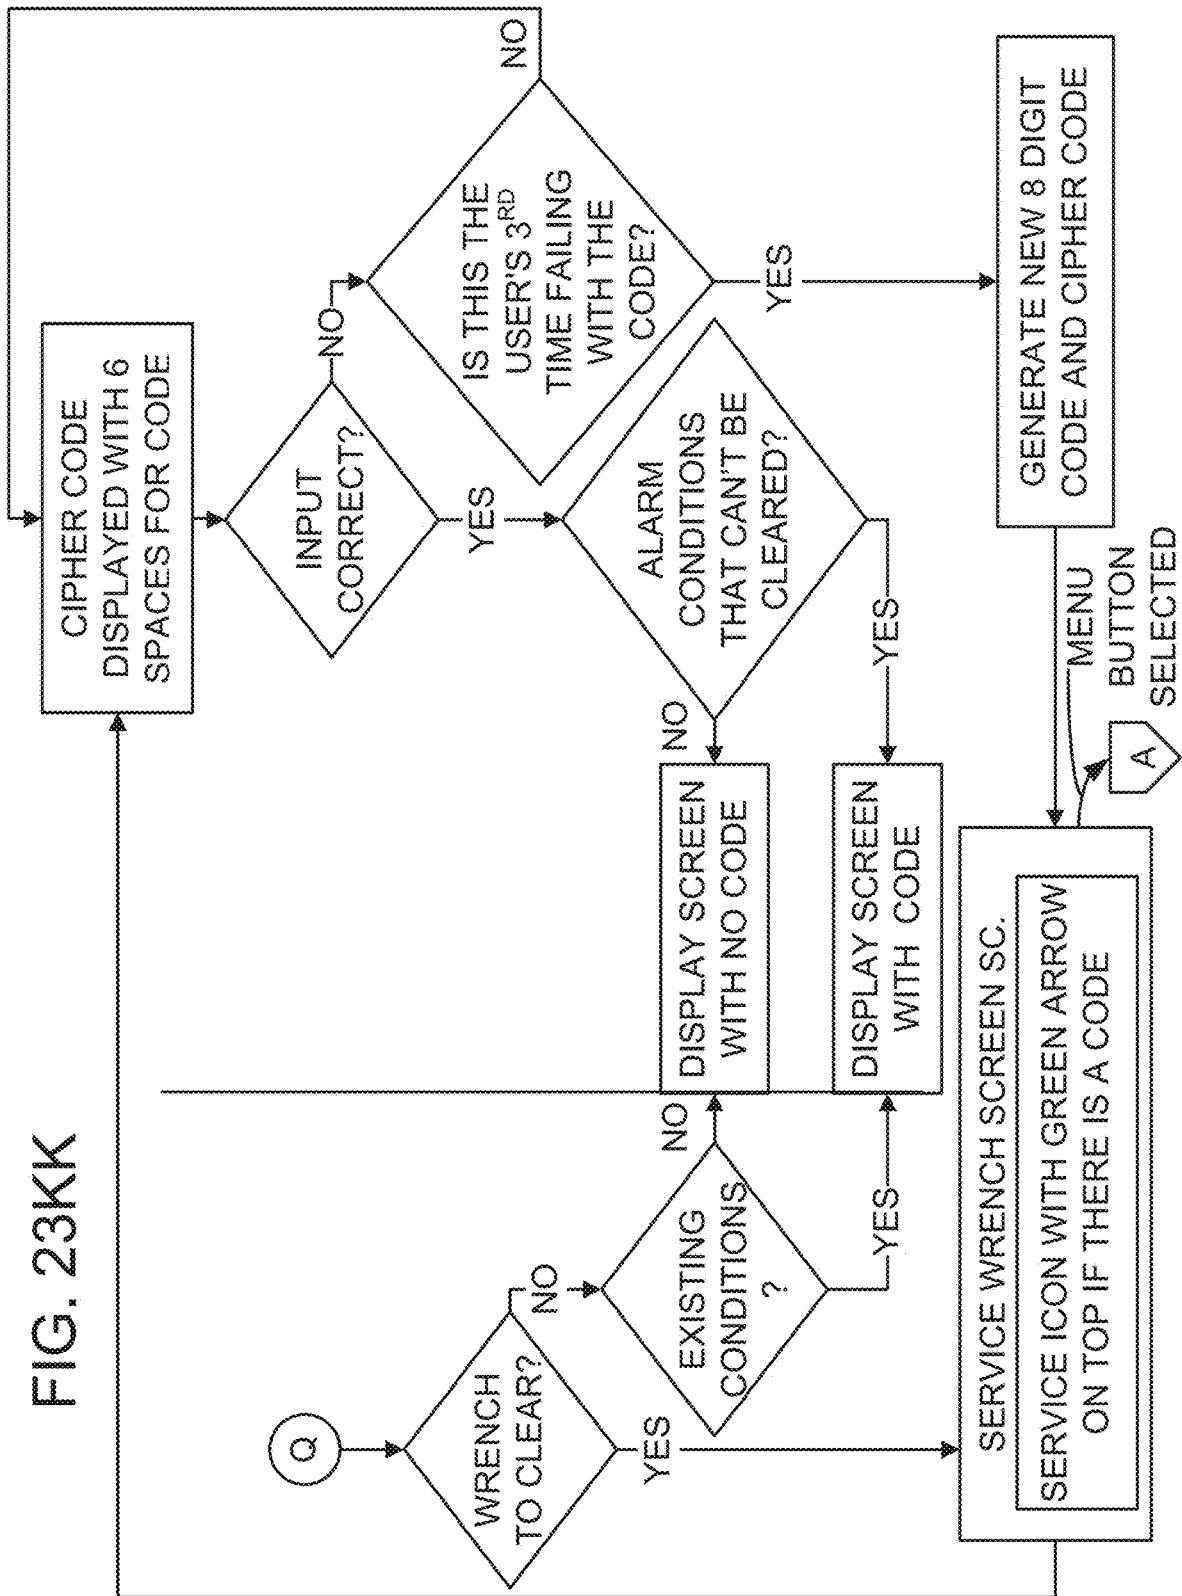 FIG. 23KK
Q
WRENCH
TO CLEAR?
NO
YES
EXISTING
CONDITIONS
?
NO
YES
CIPHER CODE
DISPLAYED WITH 6
SPACES FOR CODE
INPUT
CORRECT?
NO
YES
IS THIS THE
USER'S 3RD
TIME FAILING
WITH THE
CODE?
NO
YES
ALARM
CONDITIONS
THAT CAN'T BE
CLEARED?
NO
YES
DISPLAY SCREEN
WITH NO CODE
DISPLAY SCREEN
WITH CODE
GENERATE NEW 8 DIGIT
CODE AND CIPHER CODE
SERVICE WRENCH SCREEN SC.
SERVICE ICON WITH GREEN ARROW
ON TOP IF THERE IS A CODE
MENU
BUTTON
SELECTED
A